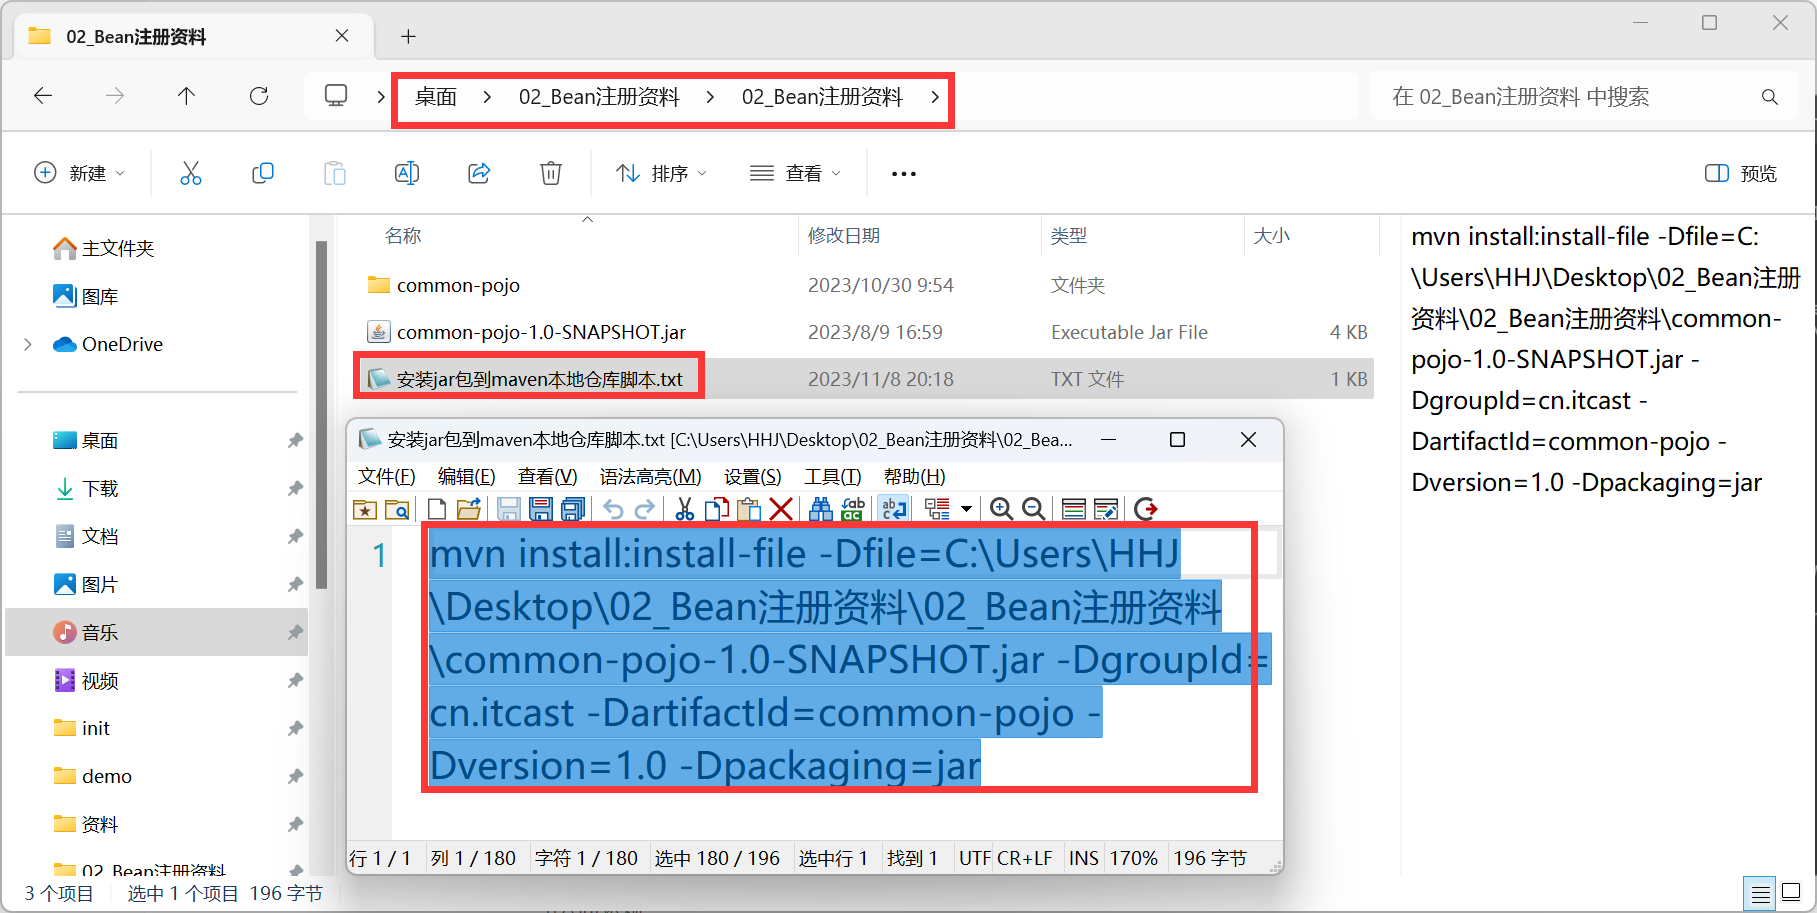 02_Bean注册资料
桌面 > 02_Bean注册资料 > 02_Bean注册资料 >
在 02_Bean注册资料 中搜索
新建
排序
查看
预览
主文件夹
图库
OneDrive
桌面
下载
文档
图片
音乐
视频
init
demo
资料
02_Bean注册资料
名称 修改日期 类型 大小
common-pojo 2023/10/30 9:54 文件夹
common-pojo-1.0-SNAPSHOT.jar 2023/8/9 16:59 Executable Jar File 4 KB
安装jar包到maven本地仓库脚本.txt 2023/11/8 20:18 TXT 文件 1 KB
mvn install:install-file -Dfile=C:
\Users\HHJ\Desktop\02_Bean注册
资料\02_Bean注册资料\common-
pojo-1.0-SNAPSHOT.jar -
DgroupId=cn.itcast -
DartifactId=common-pojo -
Dversion=1.0 -Dpackaging=jar
安装jar包到maven本地仓库脚本.txt [C:\Users\HHJ\Desktop\02_Bean注册资料\02_Bea...
文件(F) 编辑(E) 查看(V) 语法高亮(M) 设置(S) 工具(T) 帮助(H)
1
mvn install:install-file -Dfile=C:\Users\HHJ
\Desktop\02_Bean注册资料\02_Bean注册资料
\common-pojo-1.0-SNAPSHOT.jar -DgroupId=
cn.itcast -DartifactId=common-pojo -
Dversion=1.0 -Dpackaging=jar
行 1 / 1 列 1 / 180 字符 1 / 180 选中 180 / 196 选中行 1 找到 1 UTF CR+LF INS 170% 196 字节
3 个项目 选中 1 个项目 196 字节